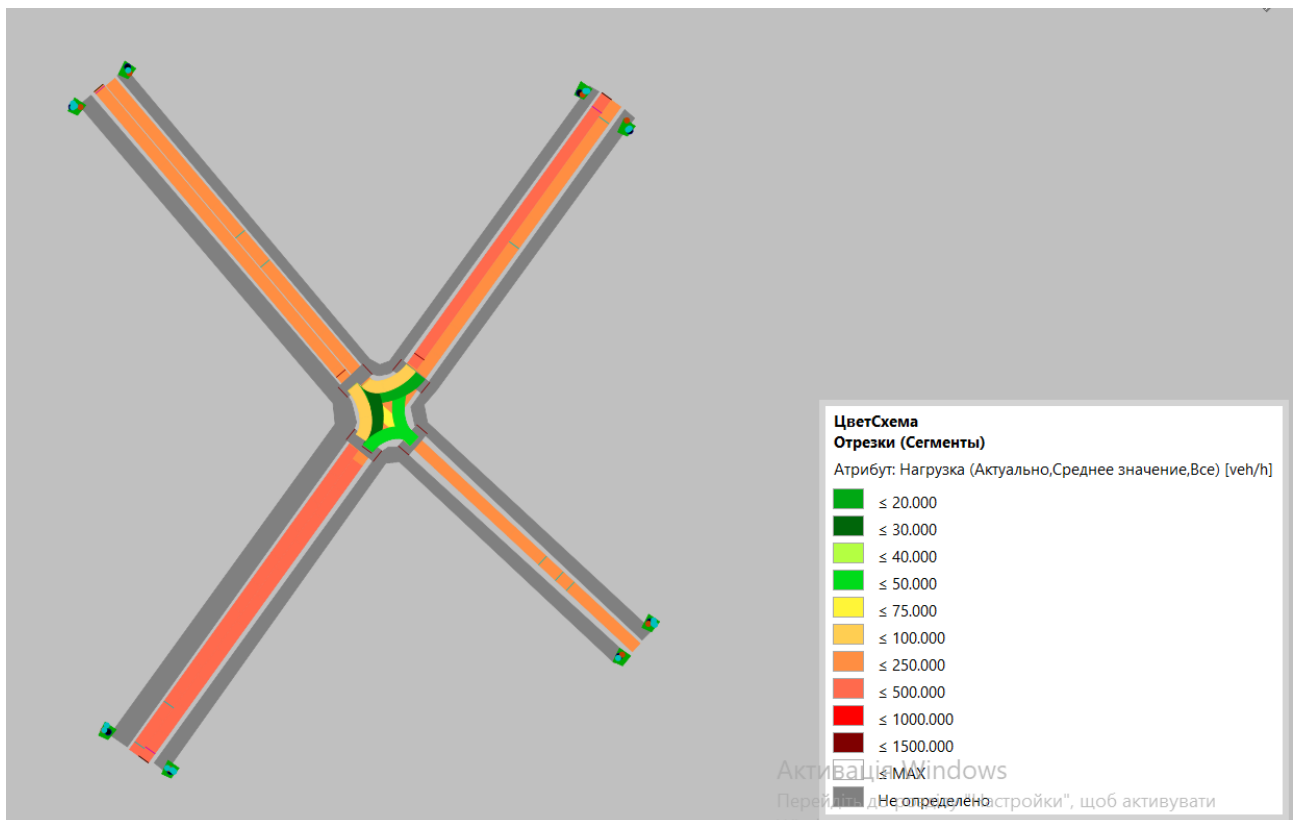 ЦветСхема
Отрезки (Сегменты)
Атрибут: Нагрузка (Актуально,Среднее значение,Все) [veh/h]
≤ 20.000
≤ 30.000
≤ 40.000
≤ 50.000
≤ 75.000
≤ 100.000
≤ 250.000
≤ 500.000
≤ 1000.000
≤ 1500.000
≤ MAX
Не определено
Активація Windows
Перейдіть до розділу "Настройки", щоб активувати